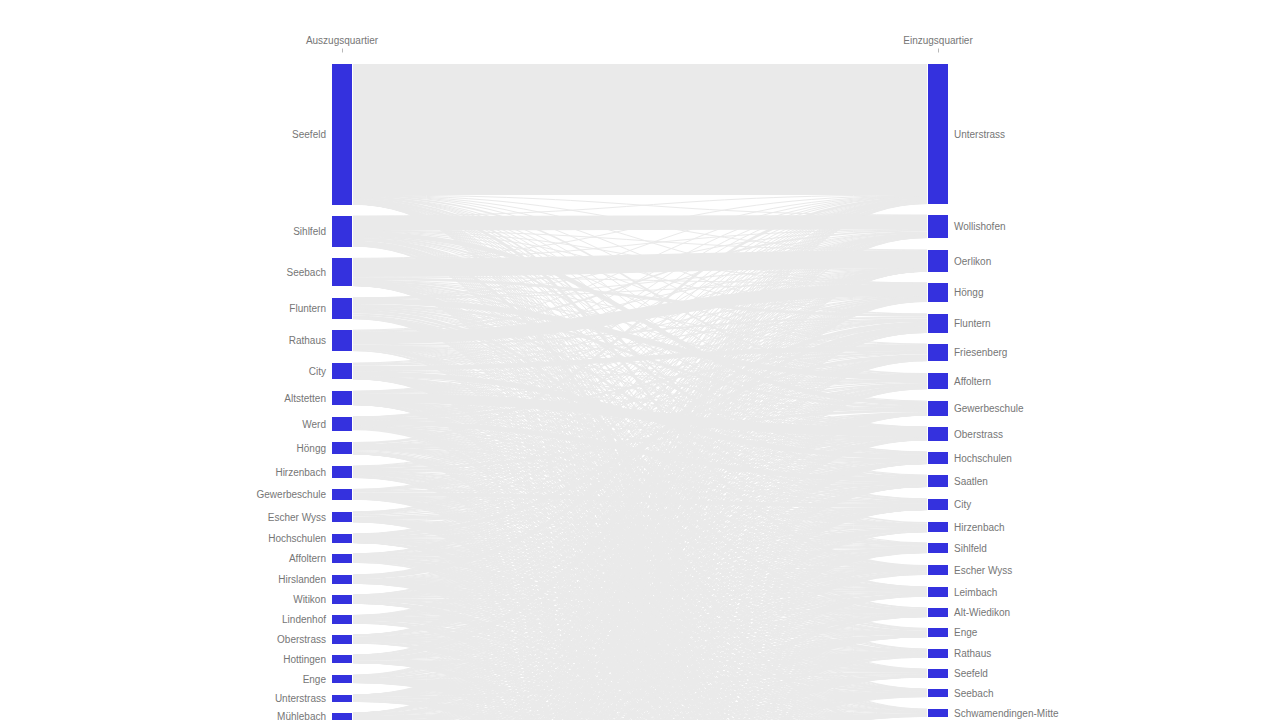 Auszugsquartier
Einzugsquartier
Seefeld
Sihlfeld
Seebach
Fluntern
Rathaus
City
Altstetten
Werd
Höngg
Hirzenbach
Gewerbeschule
Escher Wyss
Hochschulen
Affoltern
Hirslanden
Witikon
Lindenhof
Oberstrass
Hottingen
Enge
Unterstrass
Mühlebach
Unterstrass
Wollishofen
Oerlikon
Höngg
Fluntern
Friesenberg
Affoltern
Gewerbeschule
Oberstrass
Hochschulen
Saatlen
City
Hirzenbach
Sihlfeld
Escher Wyss
Leimbach
Alt-Wiedikon
Enge
Rathaus
Seefeld
Seebach
Schwamendingen-Mitte